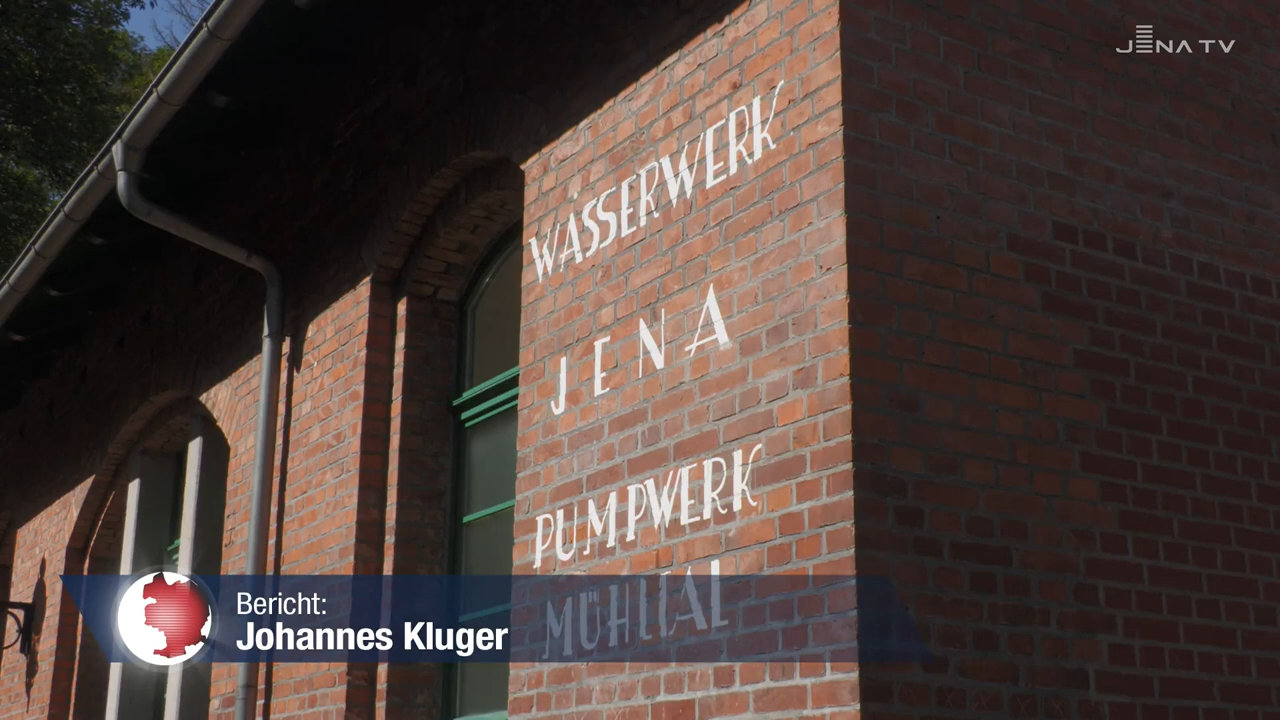 JENA TV
WASSERWERK
JENA
PUMPWERK
MÜHLTAL
Bericht:
Johannes Kluger